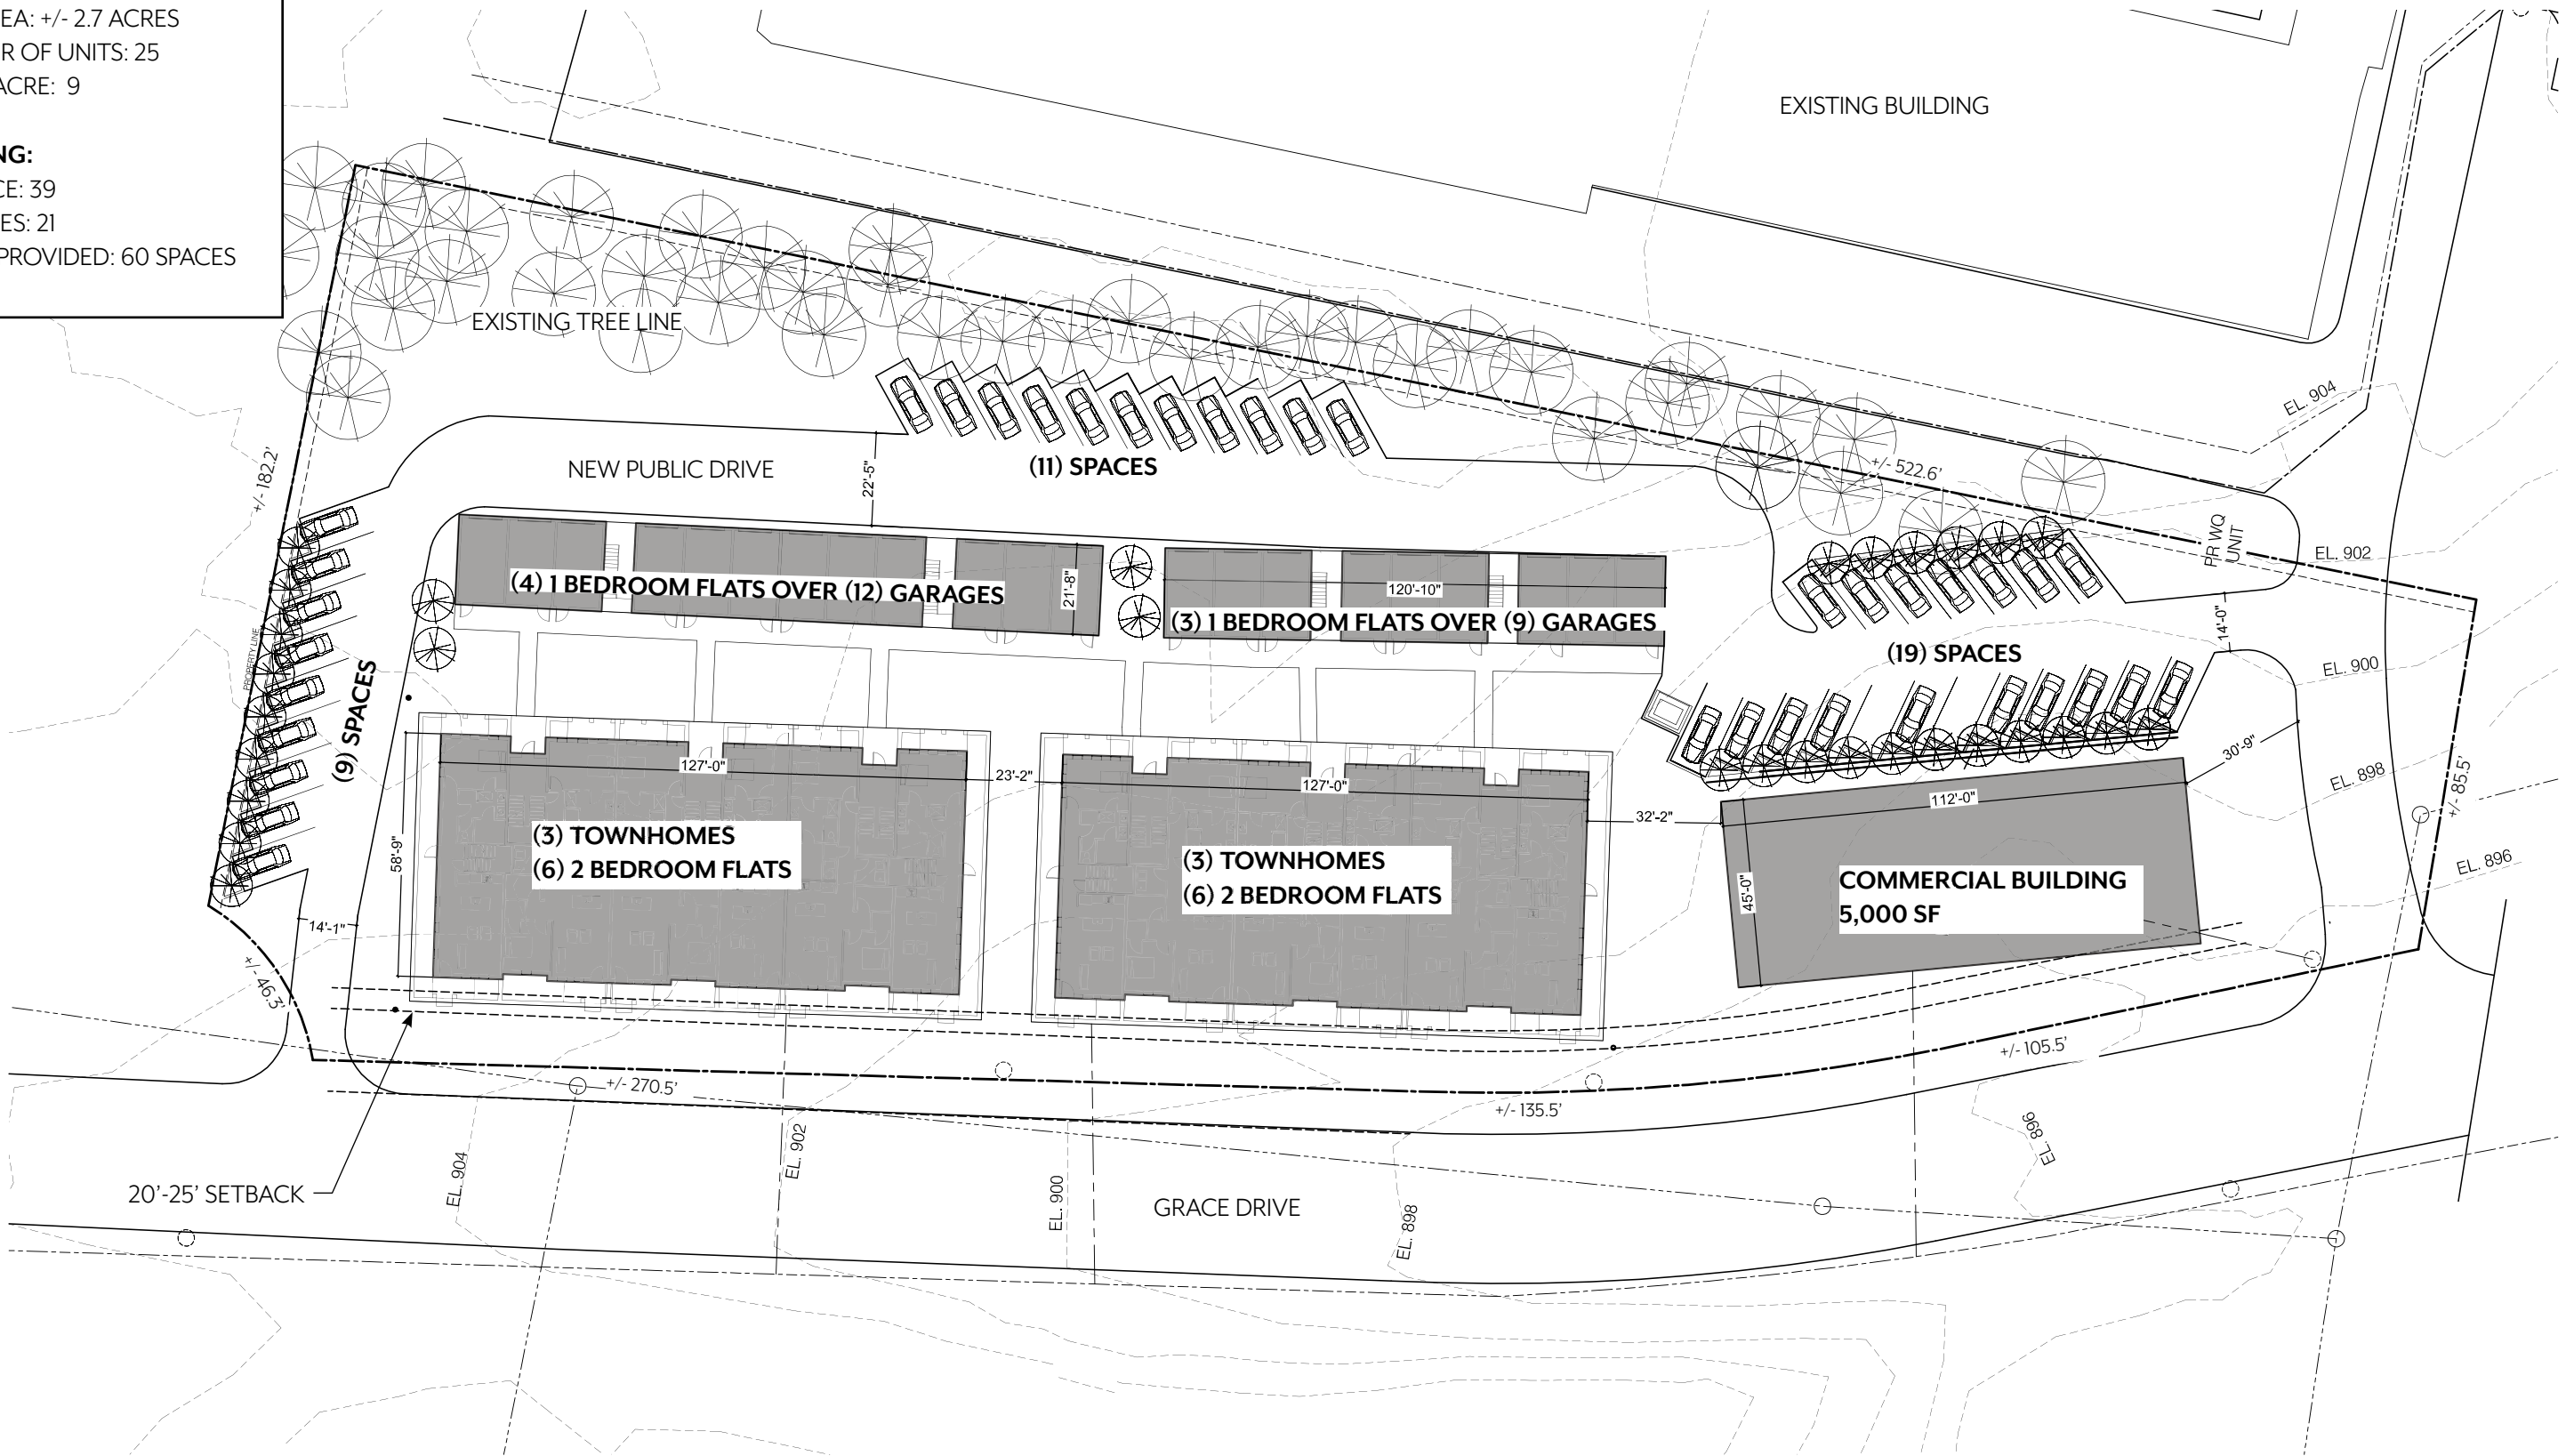 EA: +/- 2.7 ACRES
R OF UNITS: 25
ACRE: 9
NG:
CE: 39
ES: 21
PROVIDED: 60 SPACES
EXISTING BUILDING
EXISTING TREE LINE
EL. 904
+/- 182.2'
NEW PUBLIC DRIVE
22'-5"
(11) SPACES
+/- 522.6'
PR WQ
UNIT
EL. 902
(4) 1 BEDROOM FLATS OVER (12) GARAGES
21'-8"
120'-10"
(3) 1 BEDROOM FLATS OVER (9) GARAGES
14'-0"
PROPERTY LINE
(9) SPACES
(19) SPACES
EL. 900
127'-0"
23'-2"
127'-0"
30'-9"
EL. 898
+/- 85.5'
112'-0"
32'-2"
58'-9"
(3) TOWNHOMES
(6) 2 BEDROOM FLATS
(3) TOWNHOMES
(6) 2 BEDROOM FLATS
45'-0"
COMMERCIAL BUILDING
5,000 SF
EL. 896
14'-1"
+/- 46.3'
+/- 270.5'
+/- 135.5'
+/- 105.5'
20'-25' SETBACK
EL. 904
EL. 902
EL. 900
GRACE DRIVE
EL. 898
EL. 896